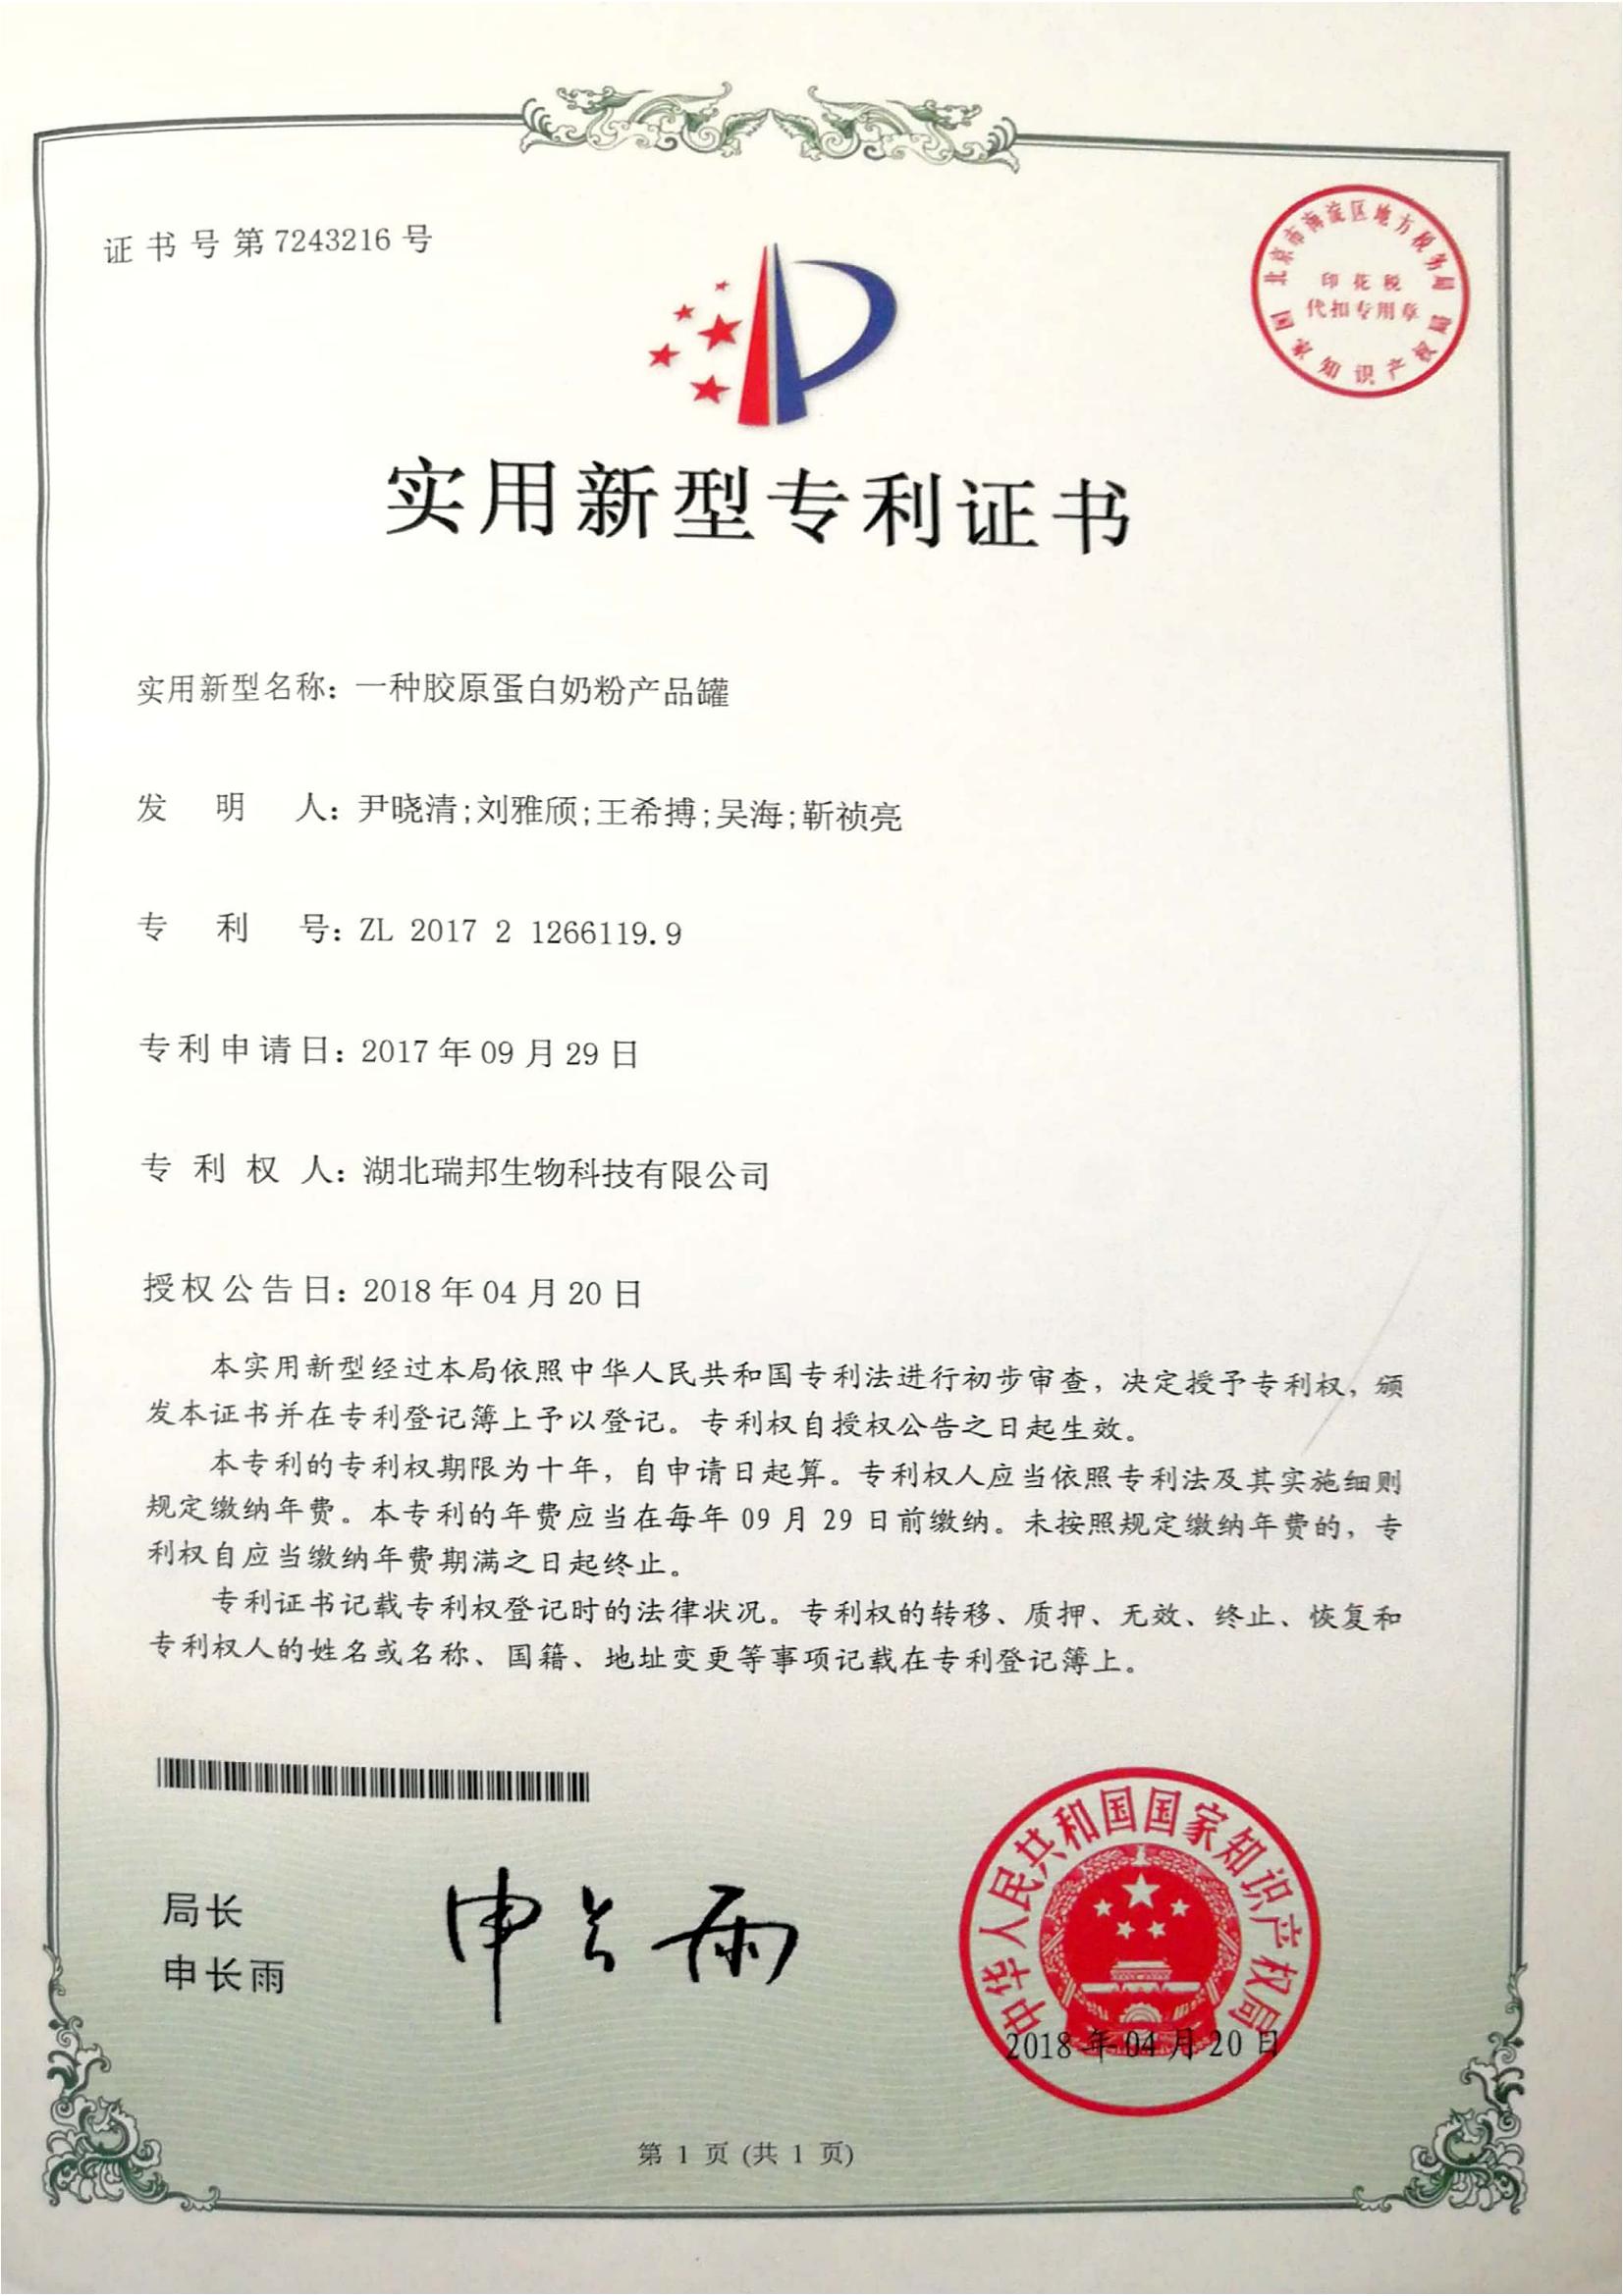 证书号第7243216号
北京市海淀区地方税务局
印花税
代扣专用章
国家知识产权局
实用新型专利证书
实用新型名称：一种胶原蛋白奶粉产品罐
发明人：尹晓清;刘雅颀;王希搏;吴海;靳祯亮
专利号：ZL 2017 2 1266119.9
专利申请日：2017年09月29日
专利权人：湖北瑞邦生物科技有限公司
授权公告日：2018年04月20日
本实用新型经过本局依照中华人民共和国专利法进行初步审查，决定授予专利权，颁
发本证书并在专利登记簿上予以登记。专利权自授权公告之日起生效。
本专利的专利权期限为十年，自申请日起算。专利权人应当依照专利法及其实施细则
规定缴纳年费。本专利的年费应当在每年09月29日前缴纳。未按照规定缴纳年费的，专
利权自应当缴纳年费期满之日起终止。
专利证书记载专利权登记时的法律状况。专利权的转移、质押、无效、终止、恢复和
专利权人的姓名或名称、国籍、地址变更等事项记载在专利登记簿上。
局长
申长雨
申长雨
中华人民共和国国家知识产权局
2018年04月20日
第1页(共1页)